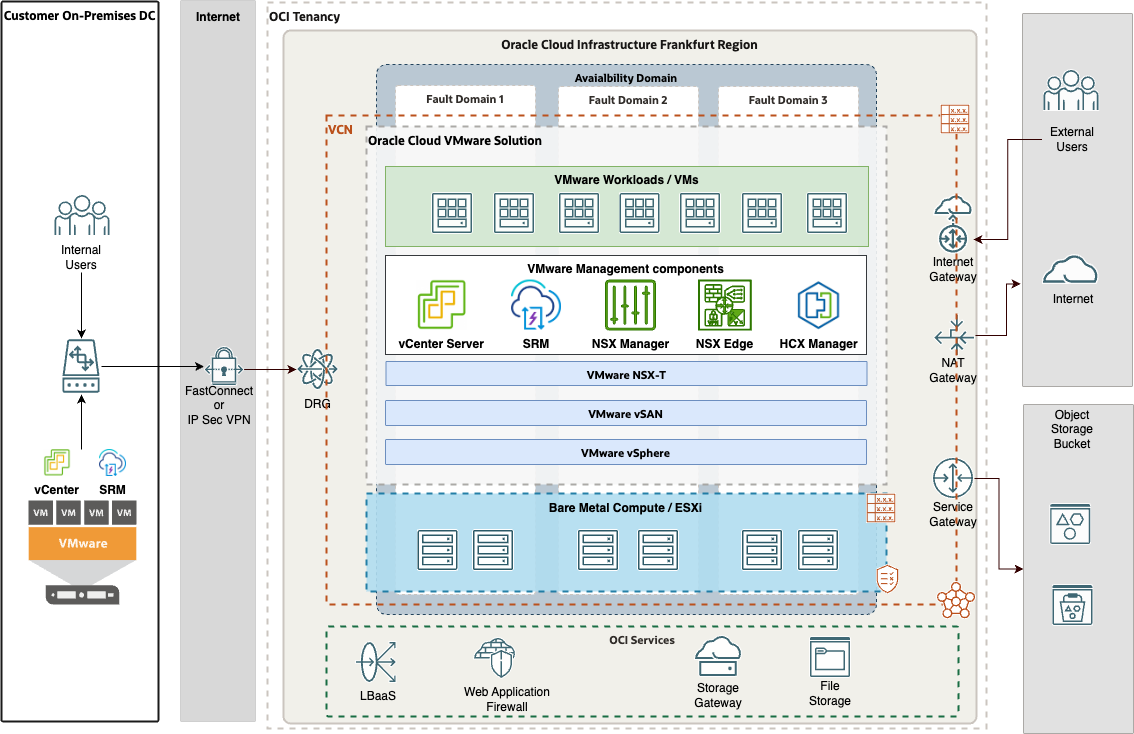 Customer On-Premises DC
Internal
Users
vCenter
SRM
VM VM VM VM
VMware
Internet
FastConnect
or
IP Sec VPN
OCI Tenancy
Oracle Cloud Infrastructure Frankfurt Region
Avaialbility Domain
Fault Domain 1
Fault Domain 2
Fault Domain 3
VCN
Oracle Cloud VMware Solution
VMware Workloads / VMs
VMware Management components
vCenter Server
SRM
NSX Manager
NSX Edge
HCX Manager
DRG
VMware NSX-T
VMware vSAN
VMware vSphere
Bare Metal Compute / ESXi
Internet
Gateway
NAT
Gateway
Service
Gateway
OCI Services
LBaaS
Web Application
Firewall
Storage
Gateway
File
Storage
External
Users
Internet
Object
Storage
Bucket